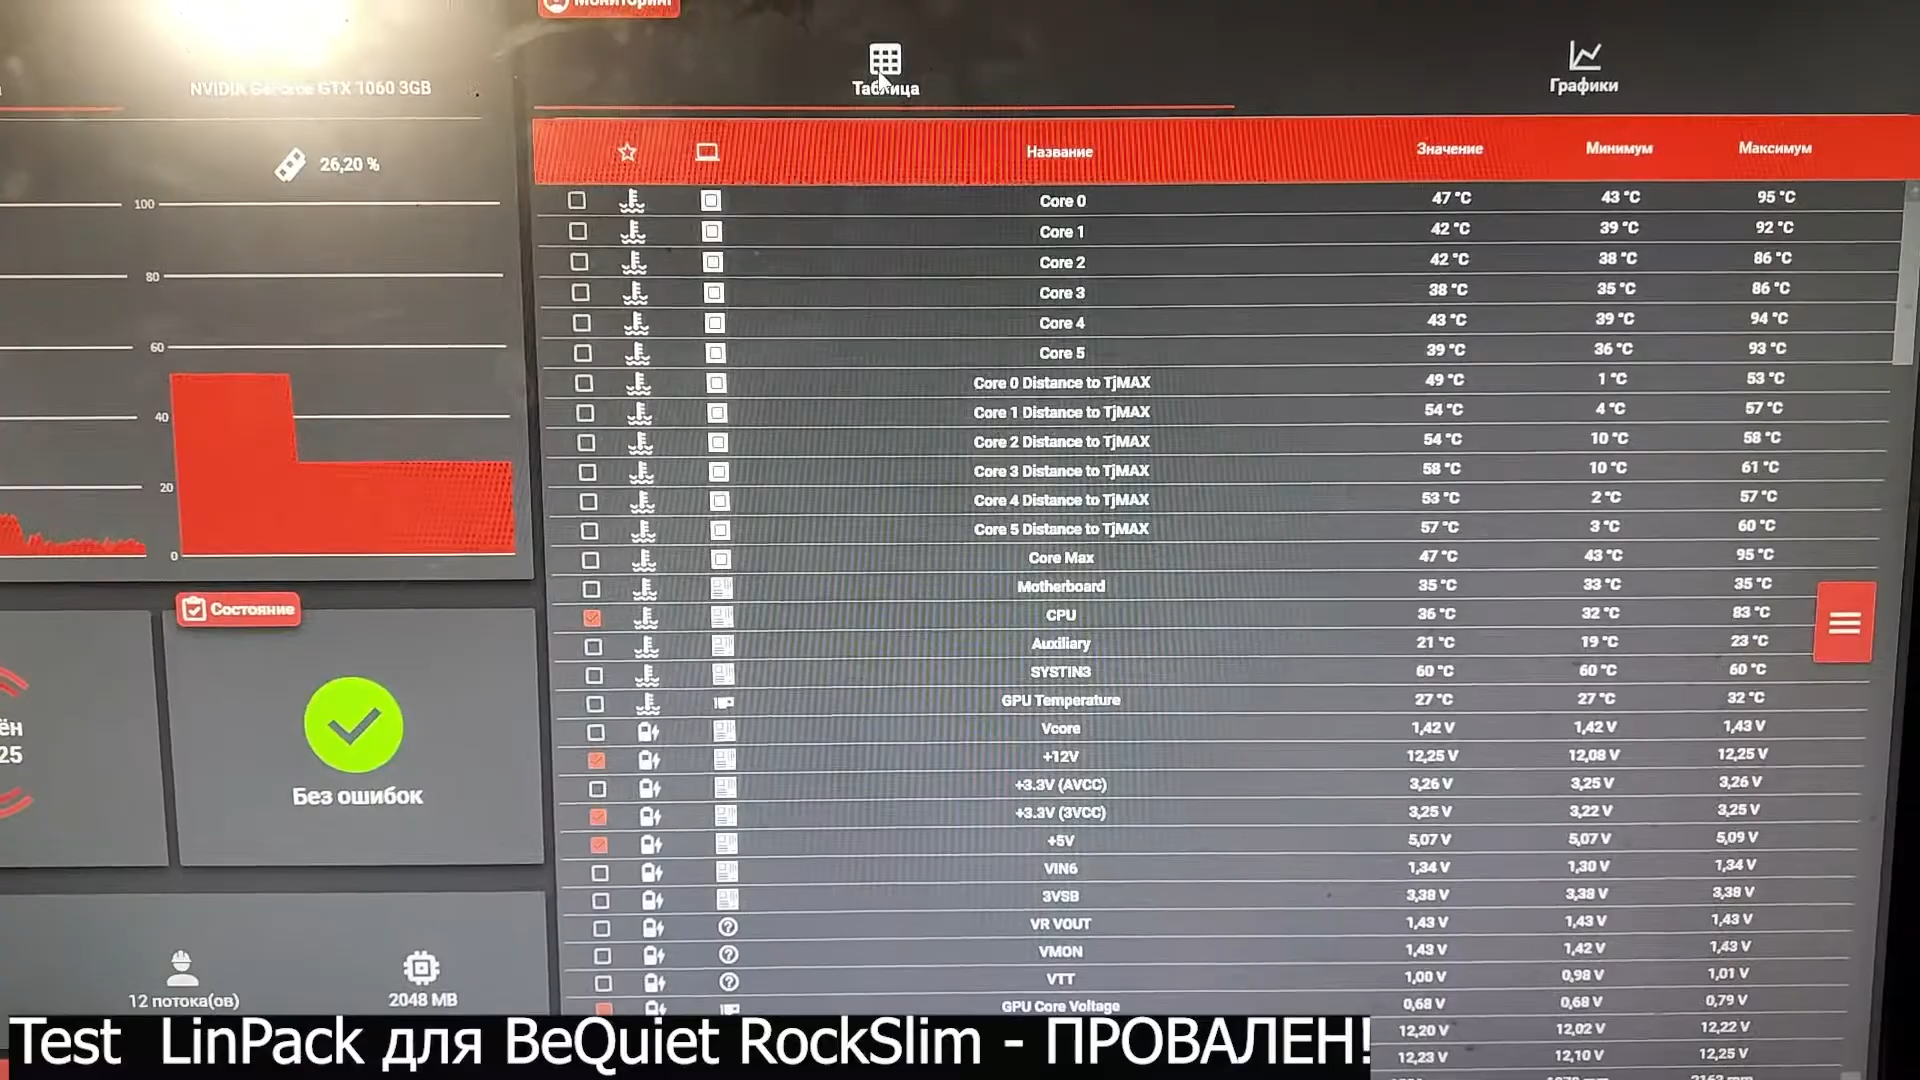 Мониторинг
NVIDIA GeForce GTX 1060 3GB
Таблица
Графики
26,20 %
100
80
60
40
20
0
Название Значение Минимум Максимум
Core 0 47 °C 43 °C 95 °C
Core 1 42 °C 39 °C 92 °C
Core 2 42 °C 38 °C 86 °C
Core 3 38 °C 35 °C 86 °C
Core 4 43 °C 39 °C 94 °C
Core 5 39 °C 36 °C 93 °C
Core 0 Distance to TjMAX 49 °C 1 °C 53 °C
Core 1 Distance to TjMAX 54 °C 4 °C 57 °C
Core 2 Distance to TjMAX 54 °C 10 °C 58 °C
Core 3 Distance to TjMAX 58 °C 10 °C 61 °C
Core 4 Distance to TjMAX 53 °C 2 °C 57 °C
Core 5 Distance to TjMAX 57 °C 3 °C 60 °C
Core Max 47 °C 43 °C 95 °C
Motherboard 35 °C 33 °C 35 °C
CPU 36 °C 32 °C 83 °C
Auxiliary 21 °C 19 °C 23 °C
SYSTIN3 60 °C 60 °C 60 °C
GPU Temperature 27 °C 27 °C 32 °C
Vcore 1,42 V 1,42 V 1,43 V
+12V 12,25 V 12,08 V 12,25 V
+3.3V (AVCC) 3,26 V 3,25 V 3,26 V
+3.3V (3VCC) 3,25 V 3,22 V 3,25 V
+5V 5,07 V 5,07 V 5,09 V
VIN6 1,34 V 1,30 V 1,34 V
3VSB 3,38 V 3,38 V 3,38 V
VR VOUT 1,43 V 1,43 V 1,43 V
VMON 1,43 V 1,42 V 1,43 V
VTT 1,00 V 0,98 V 1,01 V
GPU Core Voltage 0,68 V 0,68 V 0,79 V
12,20 V 12,02 V 12,22 V
12,23 V 12,10 V 12,25 V
Состояние
ён
25
Без ошибок
12 потока(ов)
2048 MB
Test LinPack для BeQuiet RockSlim - ПРОВАЛЕН!